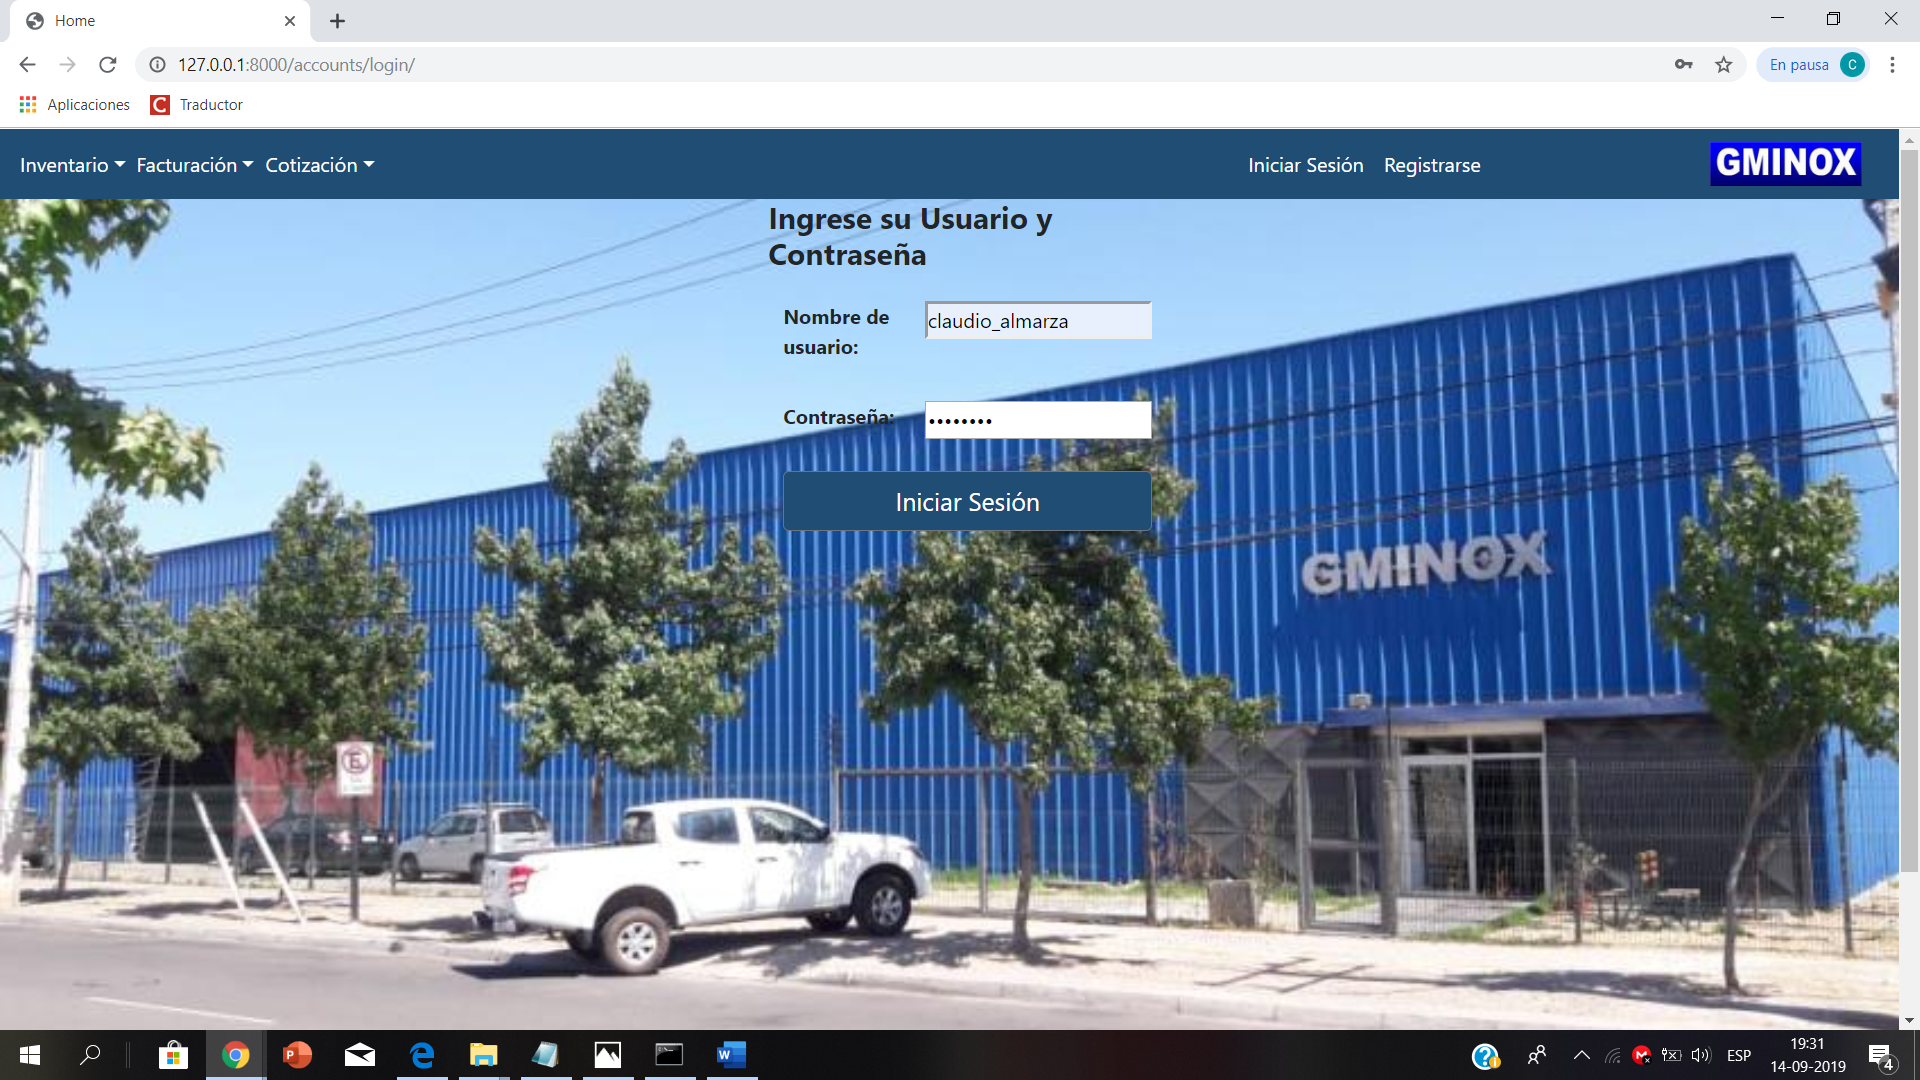 Home
127.0.0.1:8000/accounts/login/
En pausa C
Aplicaciones C Traductor
Inventario Facturación Cotización Iniciar Sesión Registrarse GMINOX
Ingrese su Usuario y
Contraseña
Nombre de
usuario:
claudio_almarza
Contraseña:
••••••••
Iniciar Sesión
GMINOX
E
ESP
19:31
14-09-2019
4